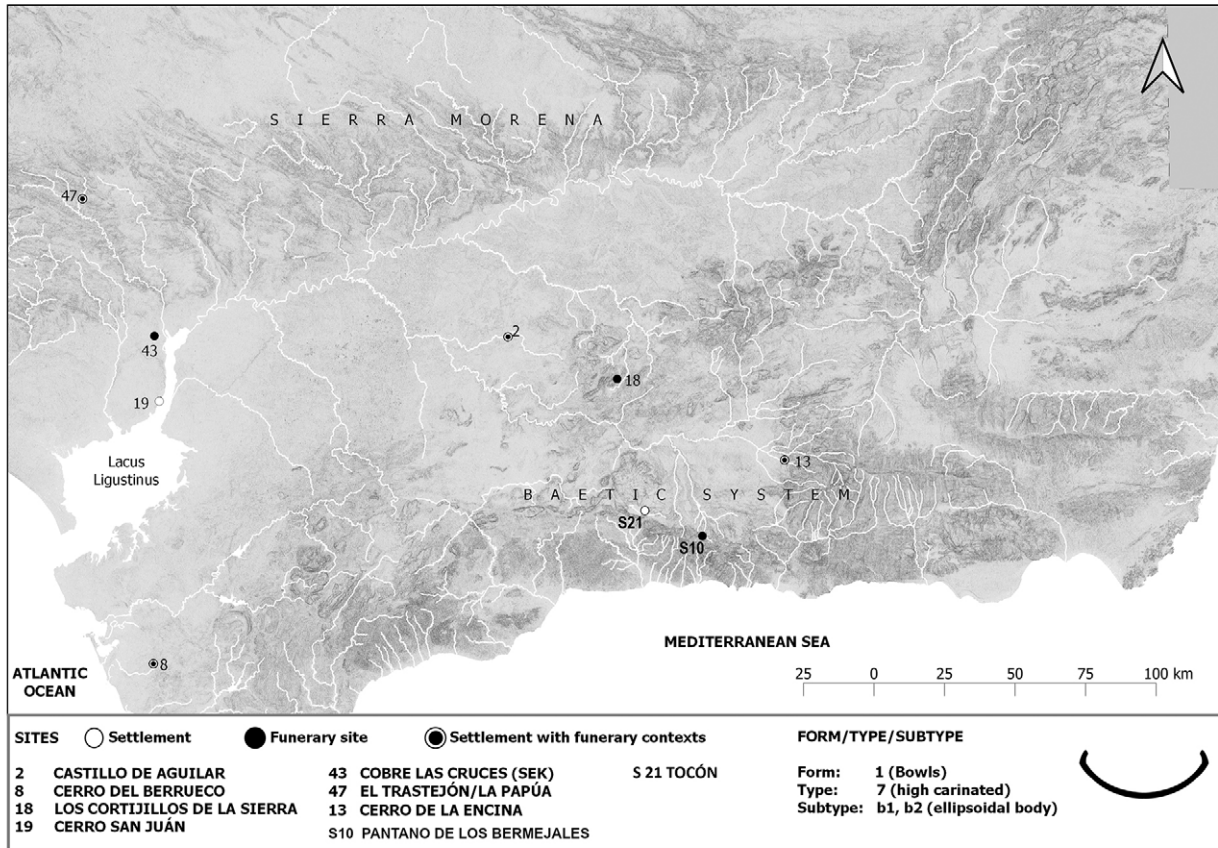 SIERRA MORENA
47
2
43
18
19
Lacus
Ligustinus
13
BAETIC SYSTEM
S21
S10
MEDITERRANEAN SEA
8
ATLANTIC
OCEAN
25 0 25 50 75 100 km
SITES Settlement Funerary site Settlement with funerary contexts
2 CASTILLO DE AGUILAR
8 CERRO DEL BERRUECO
18 LOS CORTIJILLOS DE LA SIERRA
19 CERRO SAN JUÁN
43 COBRE LAS CRUCES (SEK)
47 EL TRASTEJÓN/LA PAPÚA
13 CERRO DE LA ENCINA
S10 PANTANO DE LOS BERMEJALES
S 21 TOCÓN
FORM/TYPE/SUBTYPE
Form: 1 (Bowls)
Type: 7 (high carinated)
Subtype: b1, b2 (ellipsoidal body)